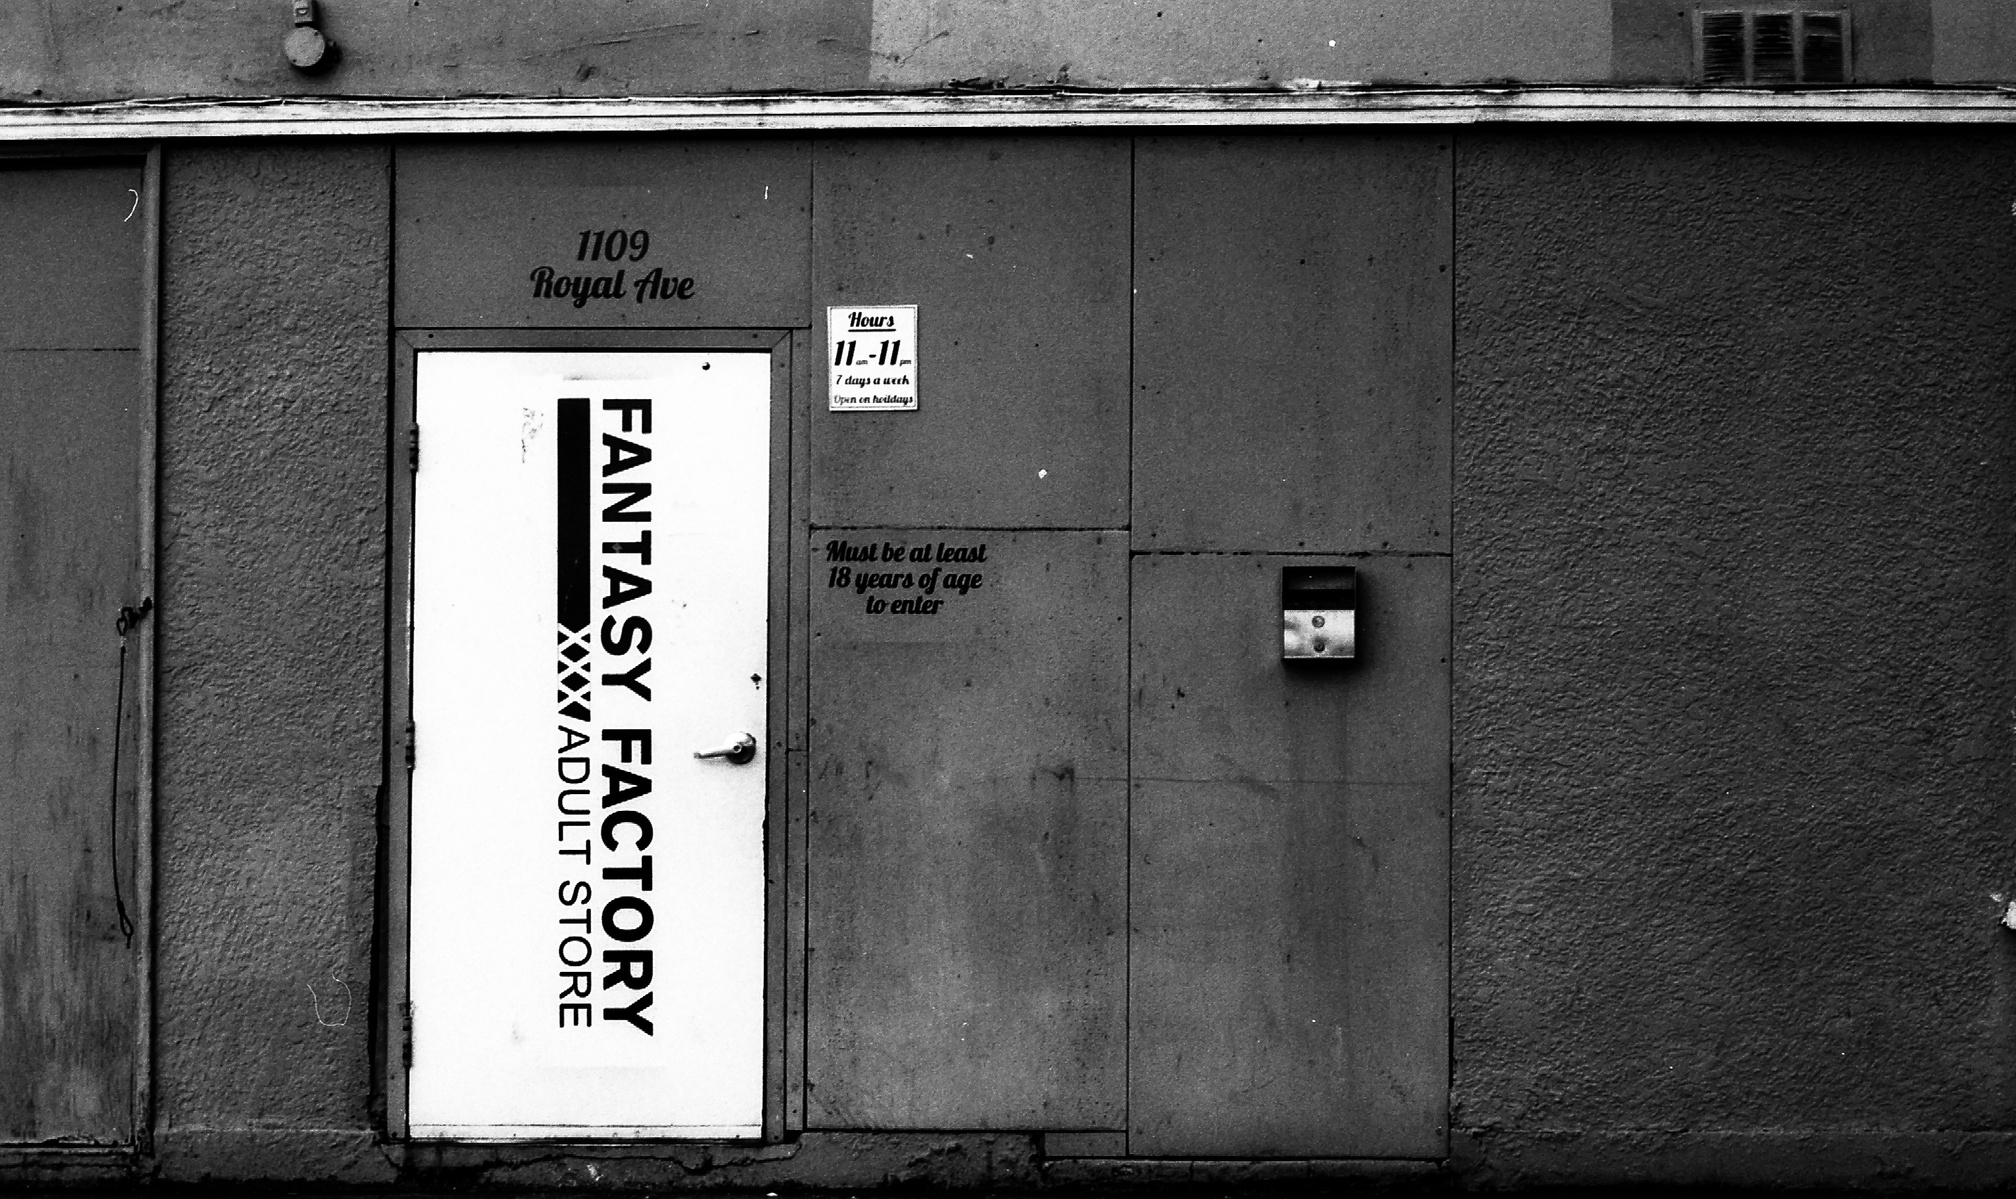 1109
Royal Ave
Hours
11am-11pm
7 days a week
Open on hoildays
FANTASY FACTORY
XXX ADULT STORE
Must be at least
18 years of age
to enter